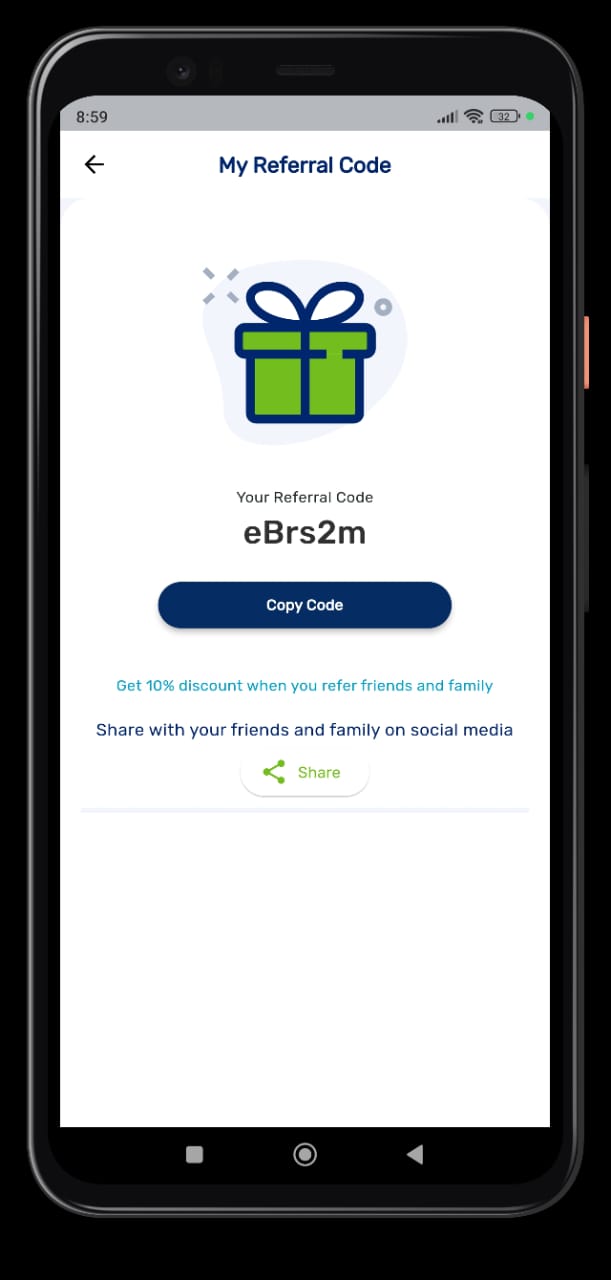 8:59
32
My Referral Code
Your Referral Code
eBrs2m
Copy Code
Get 10% discount when you refer friends and family
Share with your friends and family on social media
Share